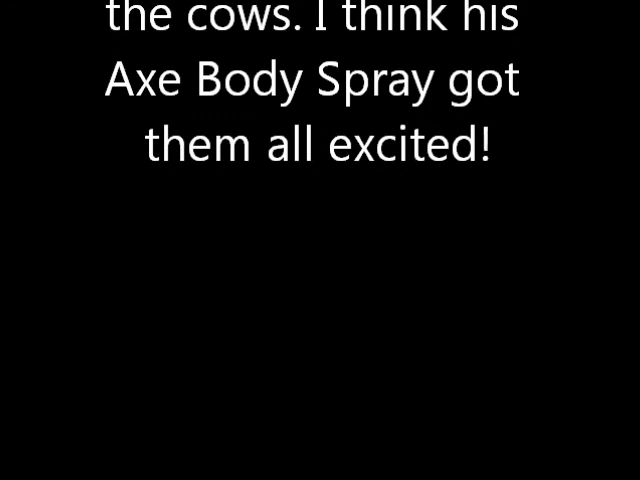 the cows. I think his
Axe Body Spray got
them all excited!